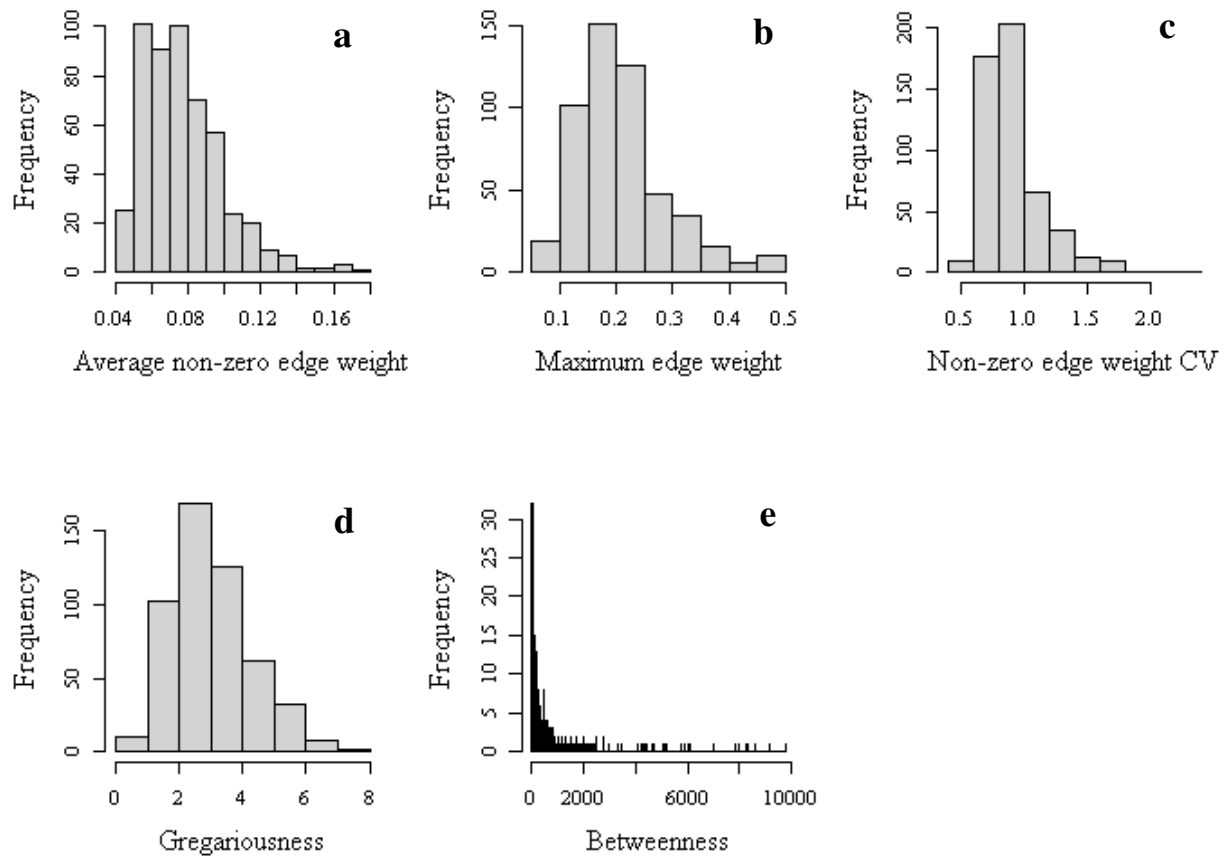 a
Frequency
0 20 40 60 80 100
0.04 0.08 0.12 0.16
Average non-zero edge weight
b
Frequency
0 50 100 150
0.1 0.2 0.3 0.4 0.5
Maximum edge weight
c
Frequency
0 50 100 150 200
0.5 1.0 1.5 2.0
Non-zero edge weight CV
d
Frequency
0 50 100 150
0 2 4 6 8
Gregariousness
e
Frequency
0 5 10 15 20 25 30
0 2000 6000 10000
Betweenness